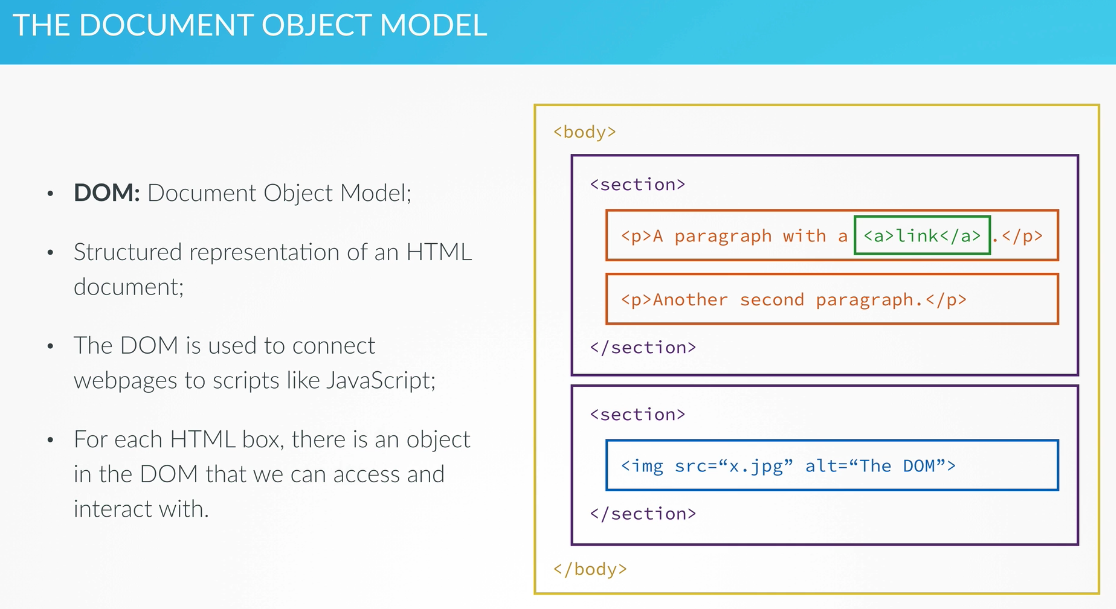 THE DOCUMENT OBJECT MODEL
• DOM: Document Object Model;
• Structured representation of an HTML
document;
• The DOM is used to connect
webpages to scripts like JavaScript;
• For each HTML box, there is an object
in the DOM that we can access and
interact with.
<body>
<section>
<p>A paragraph with a <a>link</a>.</p>
<p>Another second paragraph.</p>
</section>
<section>
<img src=“x.jpg” alt=“The DOM”>
</section>
</body>